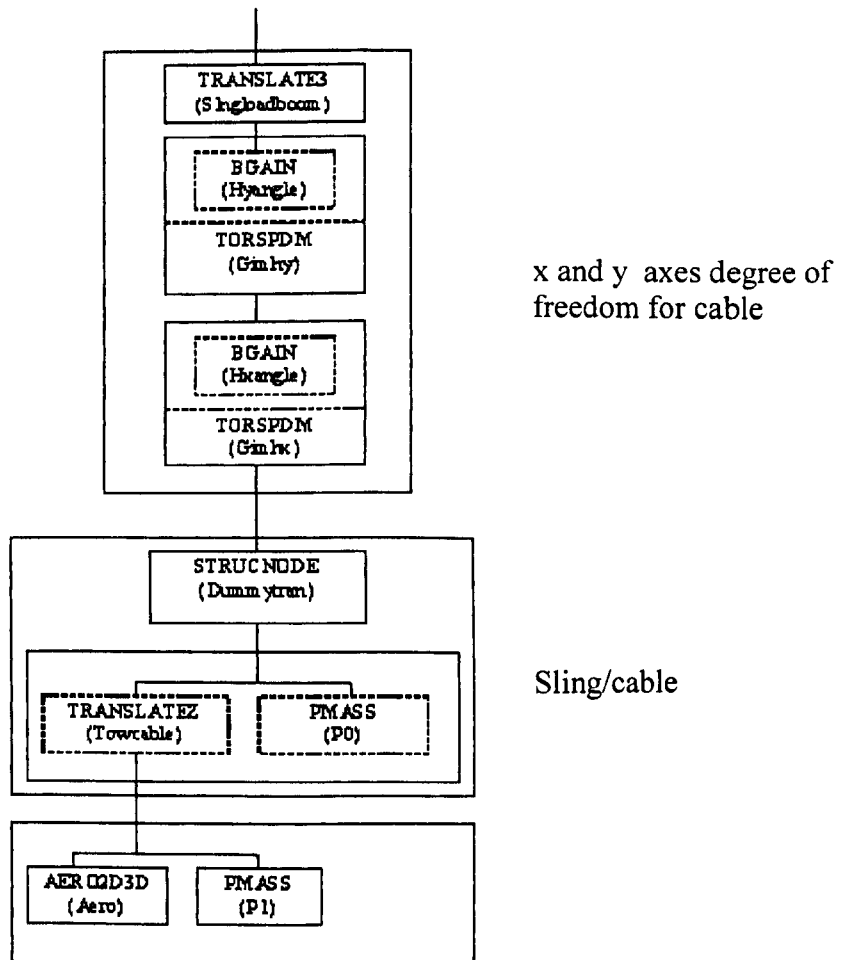 TRANSLATE3
(Slngloadboom)
BGAIN
(Hyangle)
TORSPDM
(Gimhy)
x and y axes degree of
freedom for cable
BGAIN
(Hxangle)
TORSPDM
(Gimhx)
STRUCNODE
(Dummytran)
Sling/cable
TRANSLATEZ
(Towcable)
PMASS
(P0)
AERO2D3D
(Aero)
PMASS
(P1)